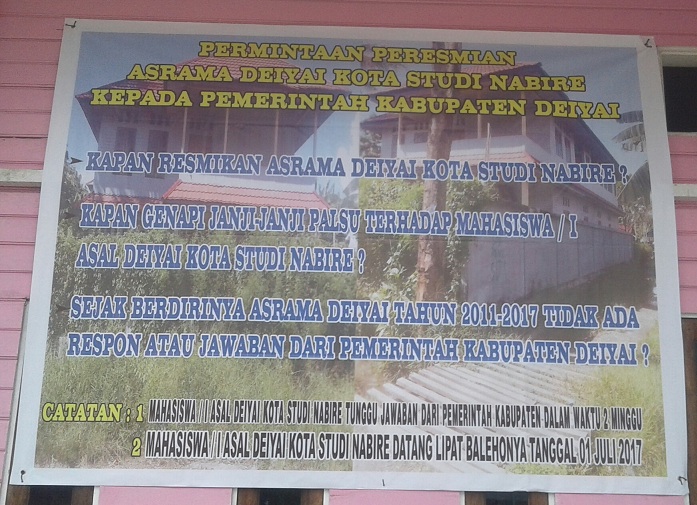 PERMINTAAN PERESMIAN
ASRAMA DEIYAI KOTA STUDI NABIRE
KEPADA PEMERINTAH KABUPATEN DEIYAI
➤ KAPAN RESMIKAN ASRAMA DEIYAI KOTA STUDI NABIRE ?
KAPAN GENAPI JANJI-JANJI PALSU TERHADAP MAHASISWA / I
ASAL DEIYAI KOTA STUDI NABIRE ?
SEJAK BERDIRINYA ASRAMA DEIYAI TAHUN 2011-2017 TIDAK ADA
RESPON ATAU JAWABAN DARI PEMERINTAH KABUPATEN DEIYAI ?
CATATAN : 1 MAHASISWA / I ASAL DEIYAI KOTA STUDI NABIRE TUNGGU JAWABAN DARI PEMERINTAH KABUPATEN DALAM WAKTU 2 MINGGU
2 MAHASISWA / I ASAL DEIYAI KOTA STUDI NABIRE DATANG LIPAT BALEHONYA TANGGAL 01 JULI 2017